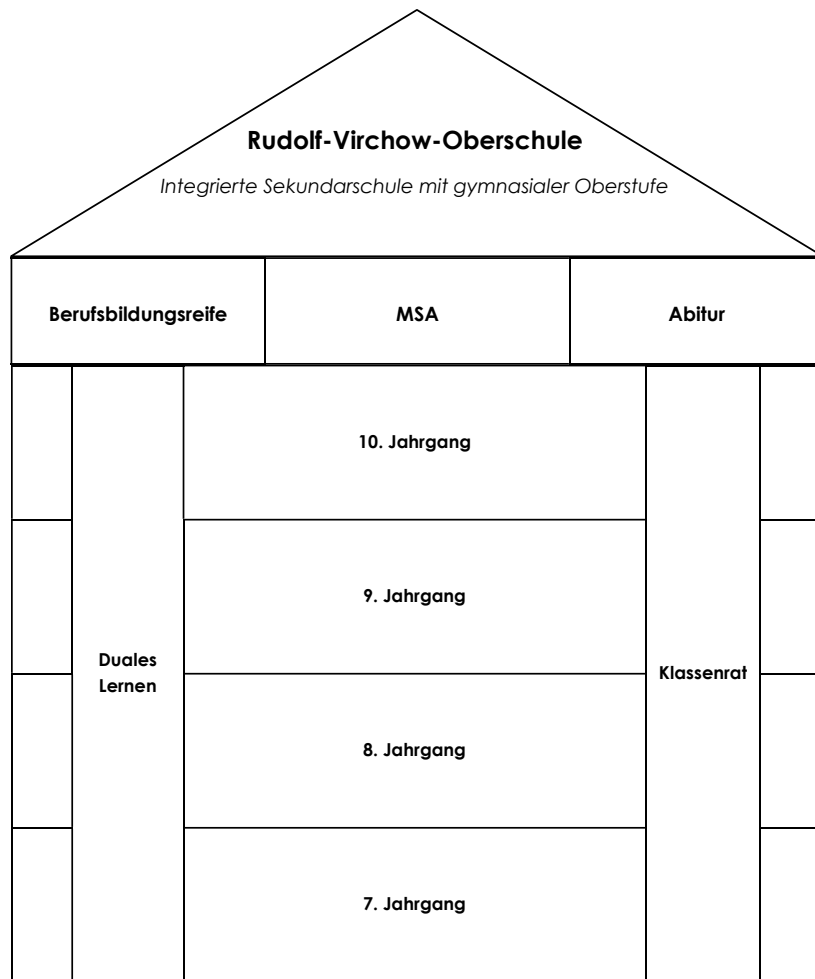 Rudolf-Virchow-Oberschule
Integrierte Sekundarschule mit gymnasialer Oberstufe
Berufsbildungsreife
MSA
Abitur
10. Jahrgang
9. Jahrgang
Duales
Lernen
Klassenrat
8. Jahrgang
7. Jahrgang